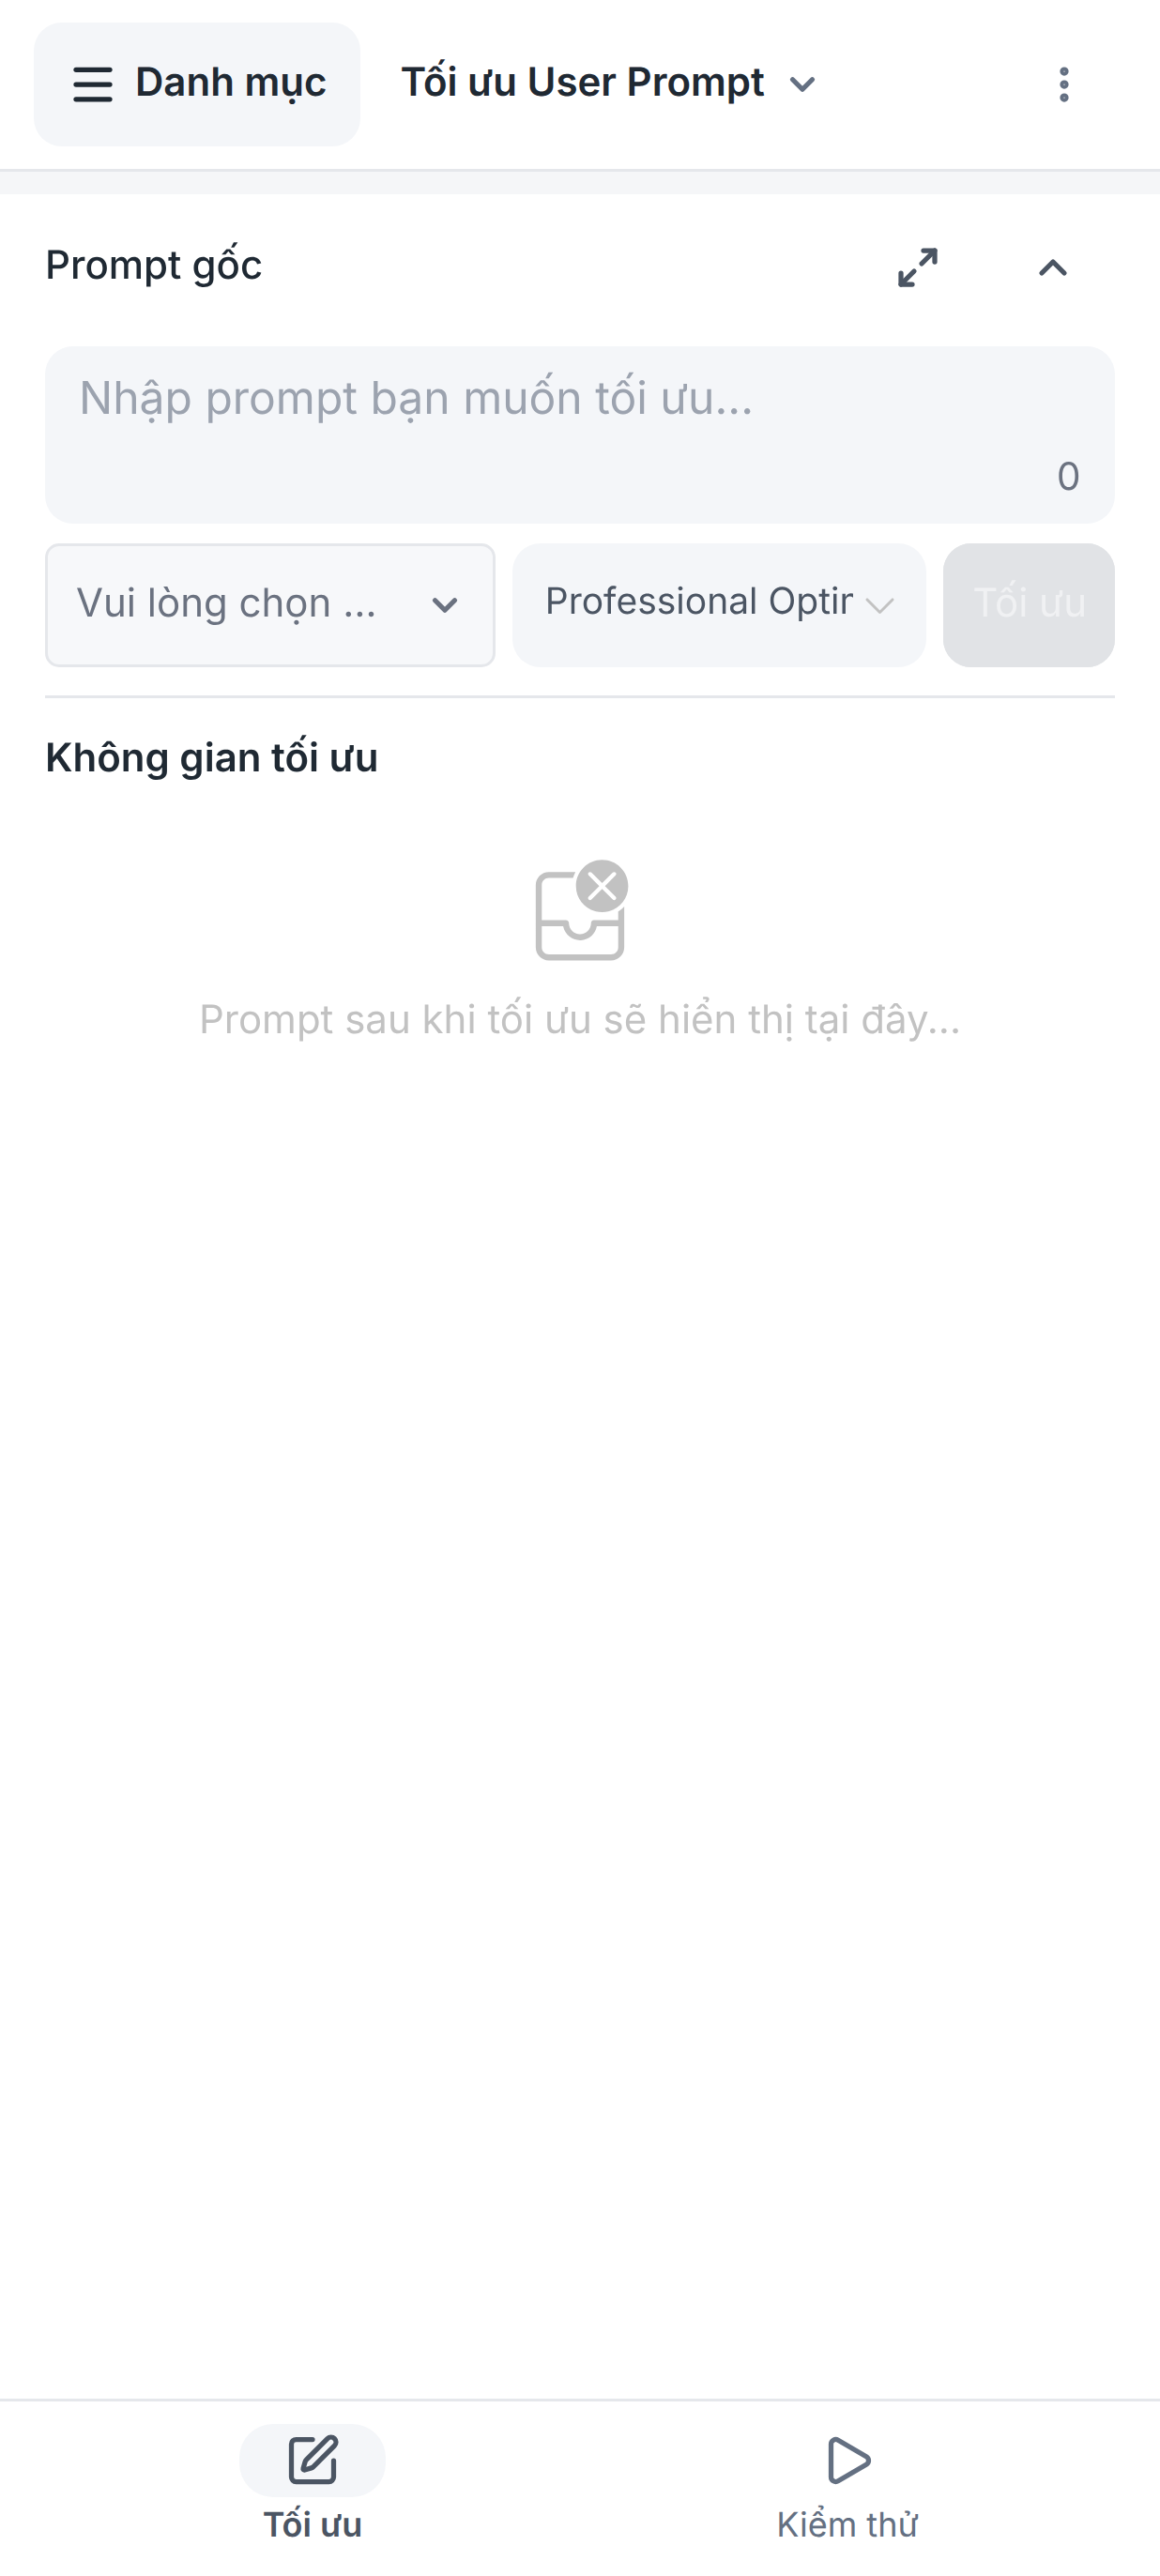 Danh mục
Tối ưu User Prompt
Prompt gốc
Nhập prompt bạn muốn tối ưu...
0
Vui lòng chọn ...
Professional Optin
Tối ưu
Không gian tối ưu
Prompt sau khi tối ưu sẽ hiển thị tại đây...
Tối ưu
Kiểm thử